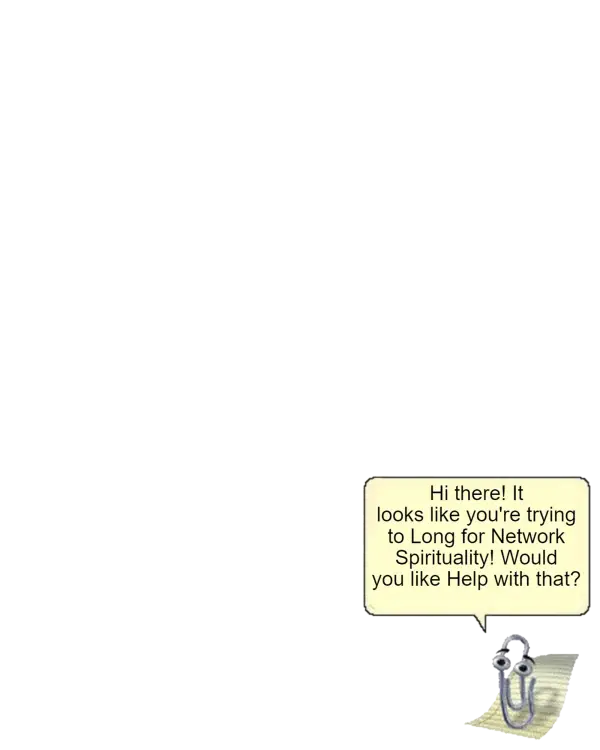 Hi there! It
looks like you're trying
to Long for Network
Spirituality! Would
you like Help with that?